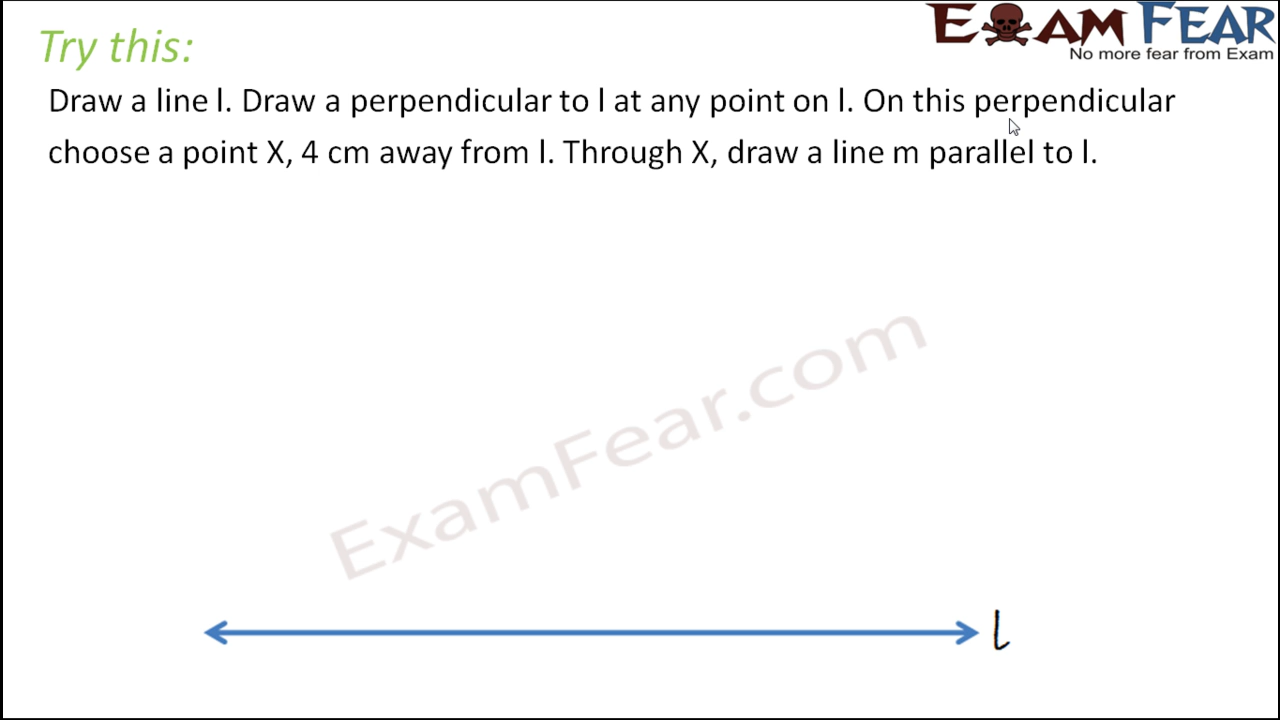 EXAM FEAR
No more fear from Exam
Try this:
Draw a line l. Draw a perpendicular to l at any point on l. On this perpendicular
choose a point X, 4 cm away from l. Through X, draw a line m parallel to l.
ExamFear.com
l